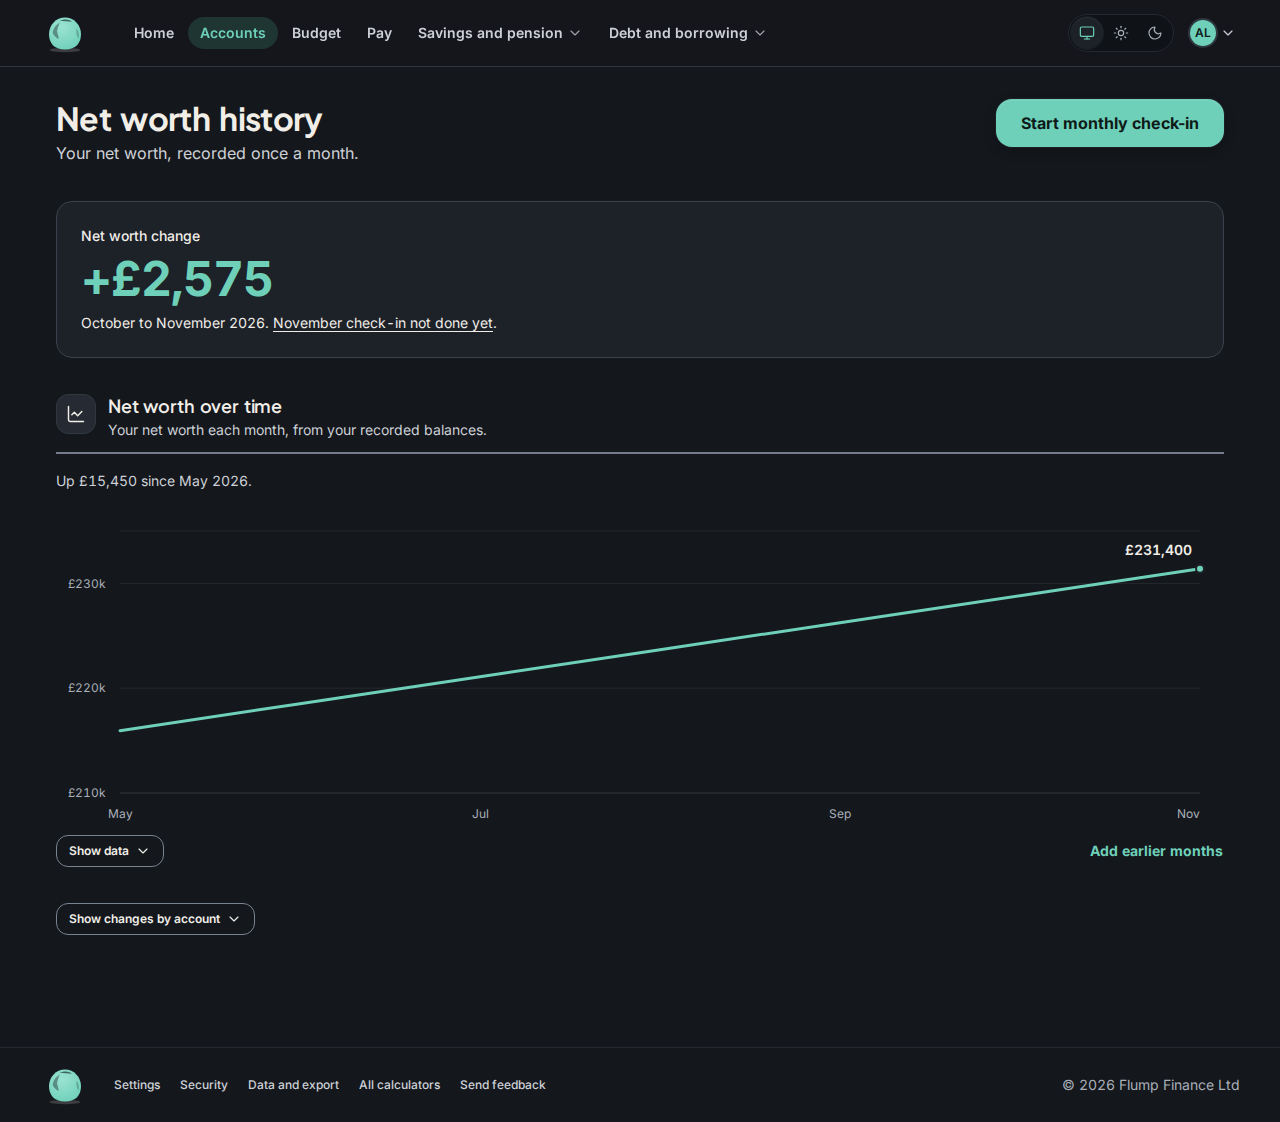 Home
Accounts
Budget
Pay
Savings and pension
Debt and borrowing
AL
Net worth history
Your net worth, recorded once a month.
Start monthly check-in
Net worth change
+£2,575
October to November 2026. November check-in not done yet.
Net worth over time
Your net worth each month, from your recorded balances.
Up £15,450 since May 2026.
£231,400
£230k
£220k
£210k
May
Jul
Sep
Nov
Show data
Add earlier months
Show changes by account
Settings
Security
Data and export
All calculators
Send feedback
© 2026 Flump Finance Ltd